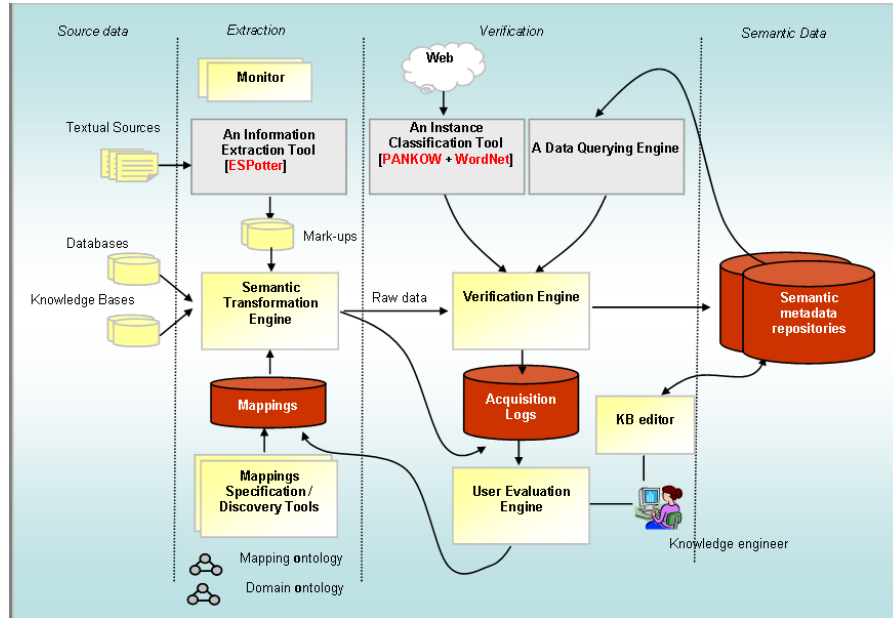 Source data
Extraction
Verification
Semantic Data
Monitor
Web
Textual Sources
An Information
Extraction Tool
[ESPotter]
An Instance
Classification Tool
[PANKOW + WordNet]
A Data Querying Engine
Mark-ups
Databases
Knowledge Bases
Semantic
Transformation
Engine
Raw data
Verification Engine
Semantic
metadata
repositories
Mappings
Acquisition
Logs
KB editor
Mappings
Specification /
Discovery Tools
User Evaluation
Engine
Knowledge engineer
Mapping ontology
Domain ontology